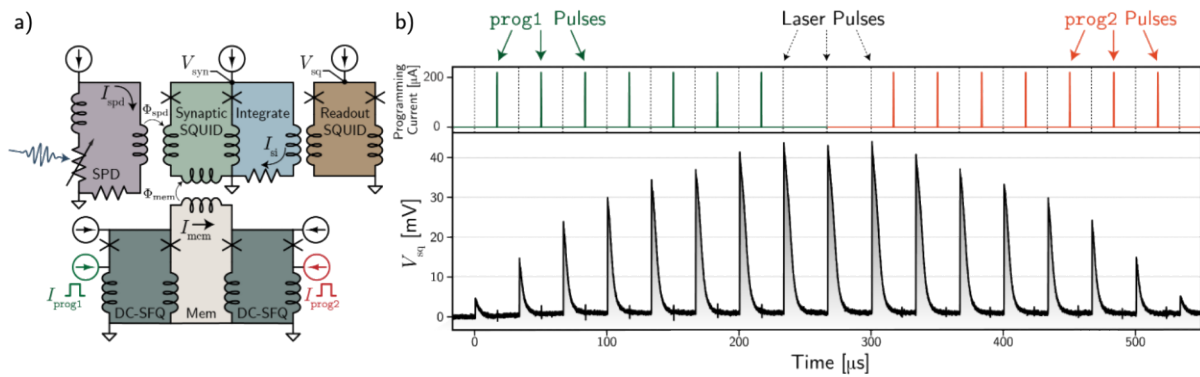 a)
V_syn
V_sq
I_spd
Φ_spd
Synaptic
SQUID
Integrate
Readout
SQUID
I_si
SPD
Φ_mem
I_mem
I_prog1
I_prog2
DC-SFQ
Mem
DC-SFQ
b)
prog1 Pulses
Laser Pulses
prog2 Pulses
Programming
Current [μA]
200
0
V_sq [mV]
40
30
20
10
0
0
100
200
300
400
500
Time [μs]